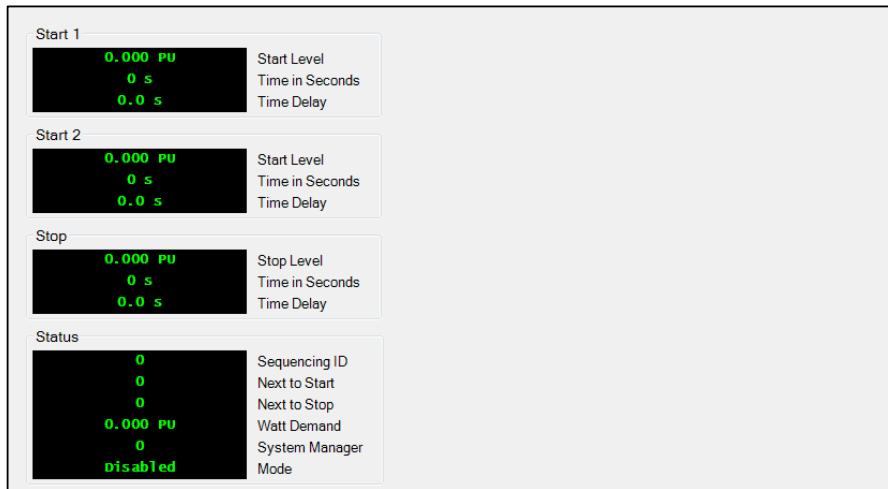 Start 1
0.000 PU Start Level
0 s Time in Seconds
0.0 s Time Delay
Start 2
0.000 PU Start Level
0 s Time in Seconds
0.0 s Time Delay
Stop
0.000 PU Stop Level
0 s Time in Seconds
0.0 s Time Delay
Status
0 Sequencing ID
0 Next to Start
0 Next to Stop
0.000 PU Watt Demand
0 System Manager
Disabled Mode